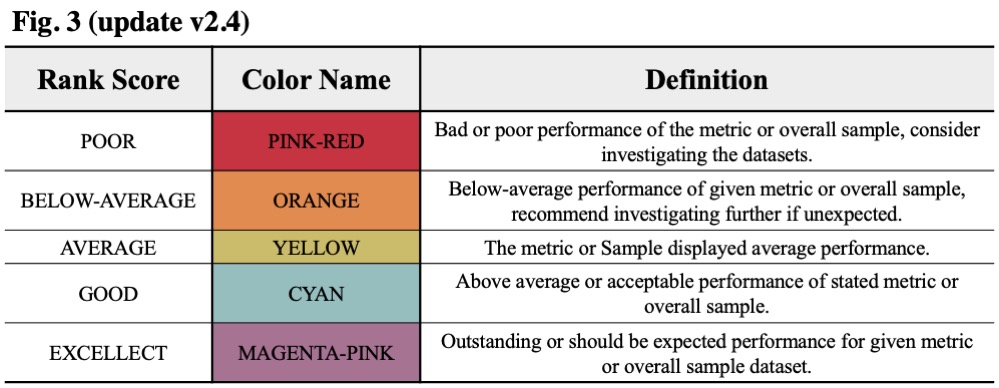 Fig. 3 (update v2.4)
Rank Score Color Name Definition
POOR PINK-RED Bad or poor performance of the metric or overall sample, consider
investigating the datasets.
BELOW-AVERAGE ORANGE Below-average performance of given metric or overall sample,
recommend investigating further if unexpected.
AVERAGE YELLOW The metric or Sample displayed average performance.
GOOD CYAN Above average or acceptable performance of stated metric or
overall sample.
EXCELLECT MAGENTA-PINK Outstanding or should be expected performance for given metric
or overall sample dataset.